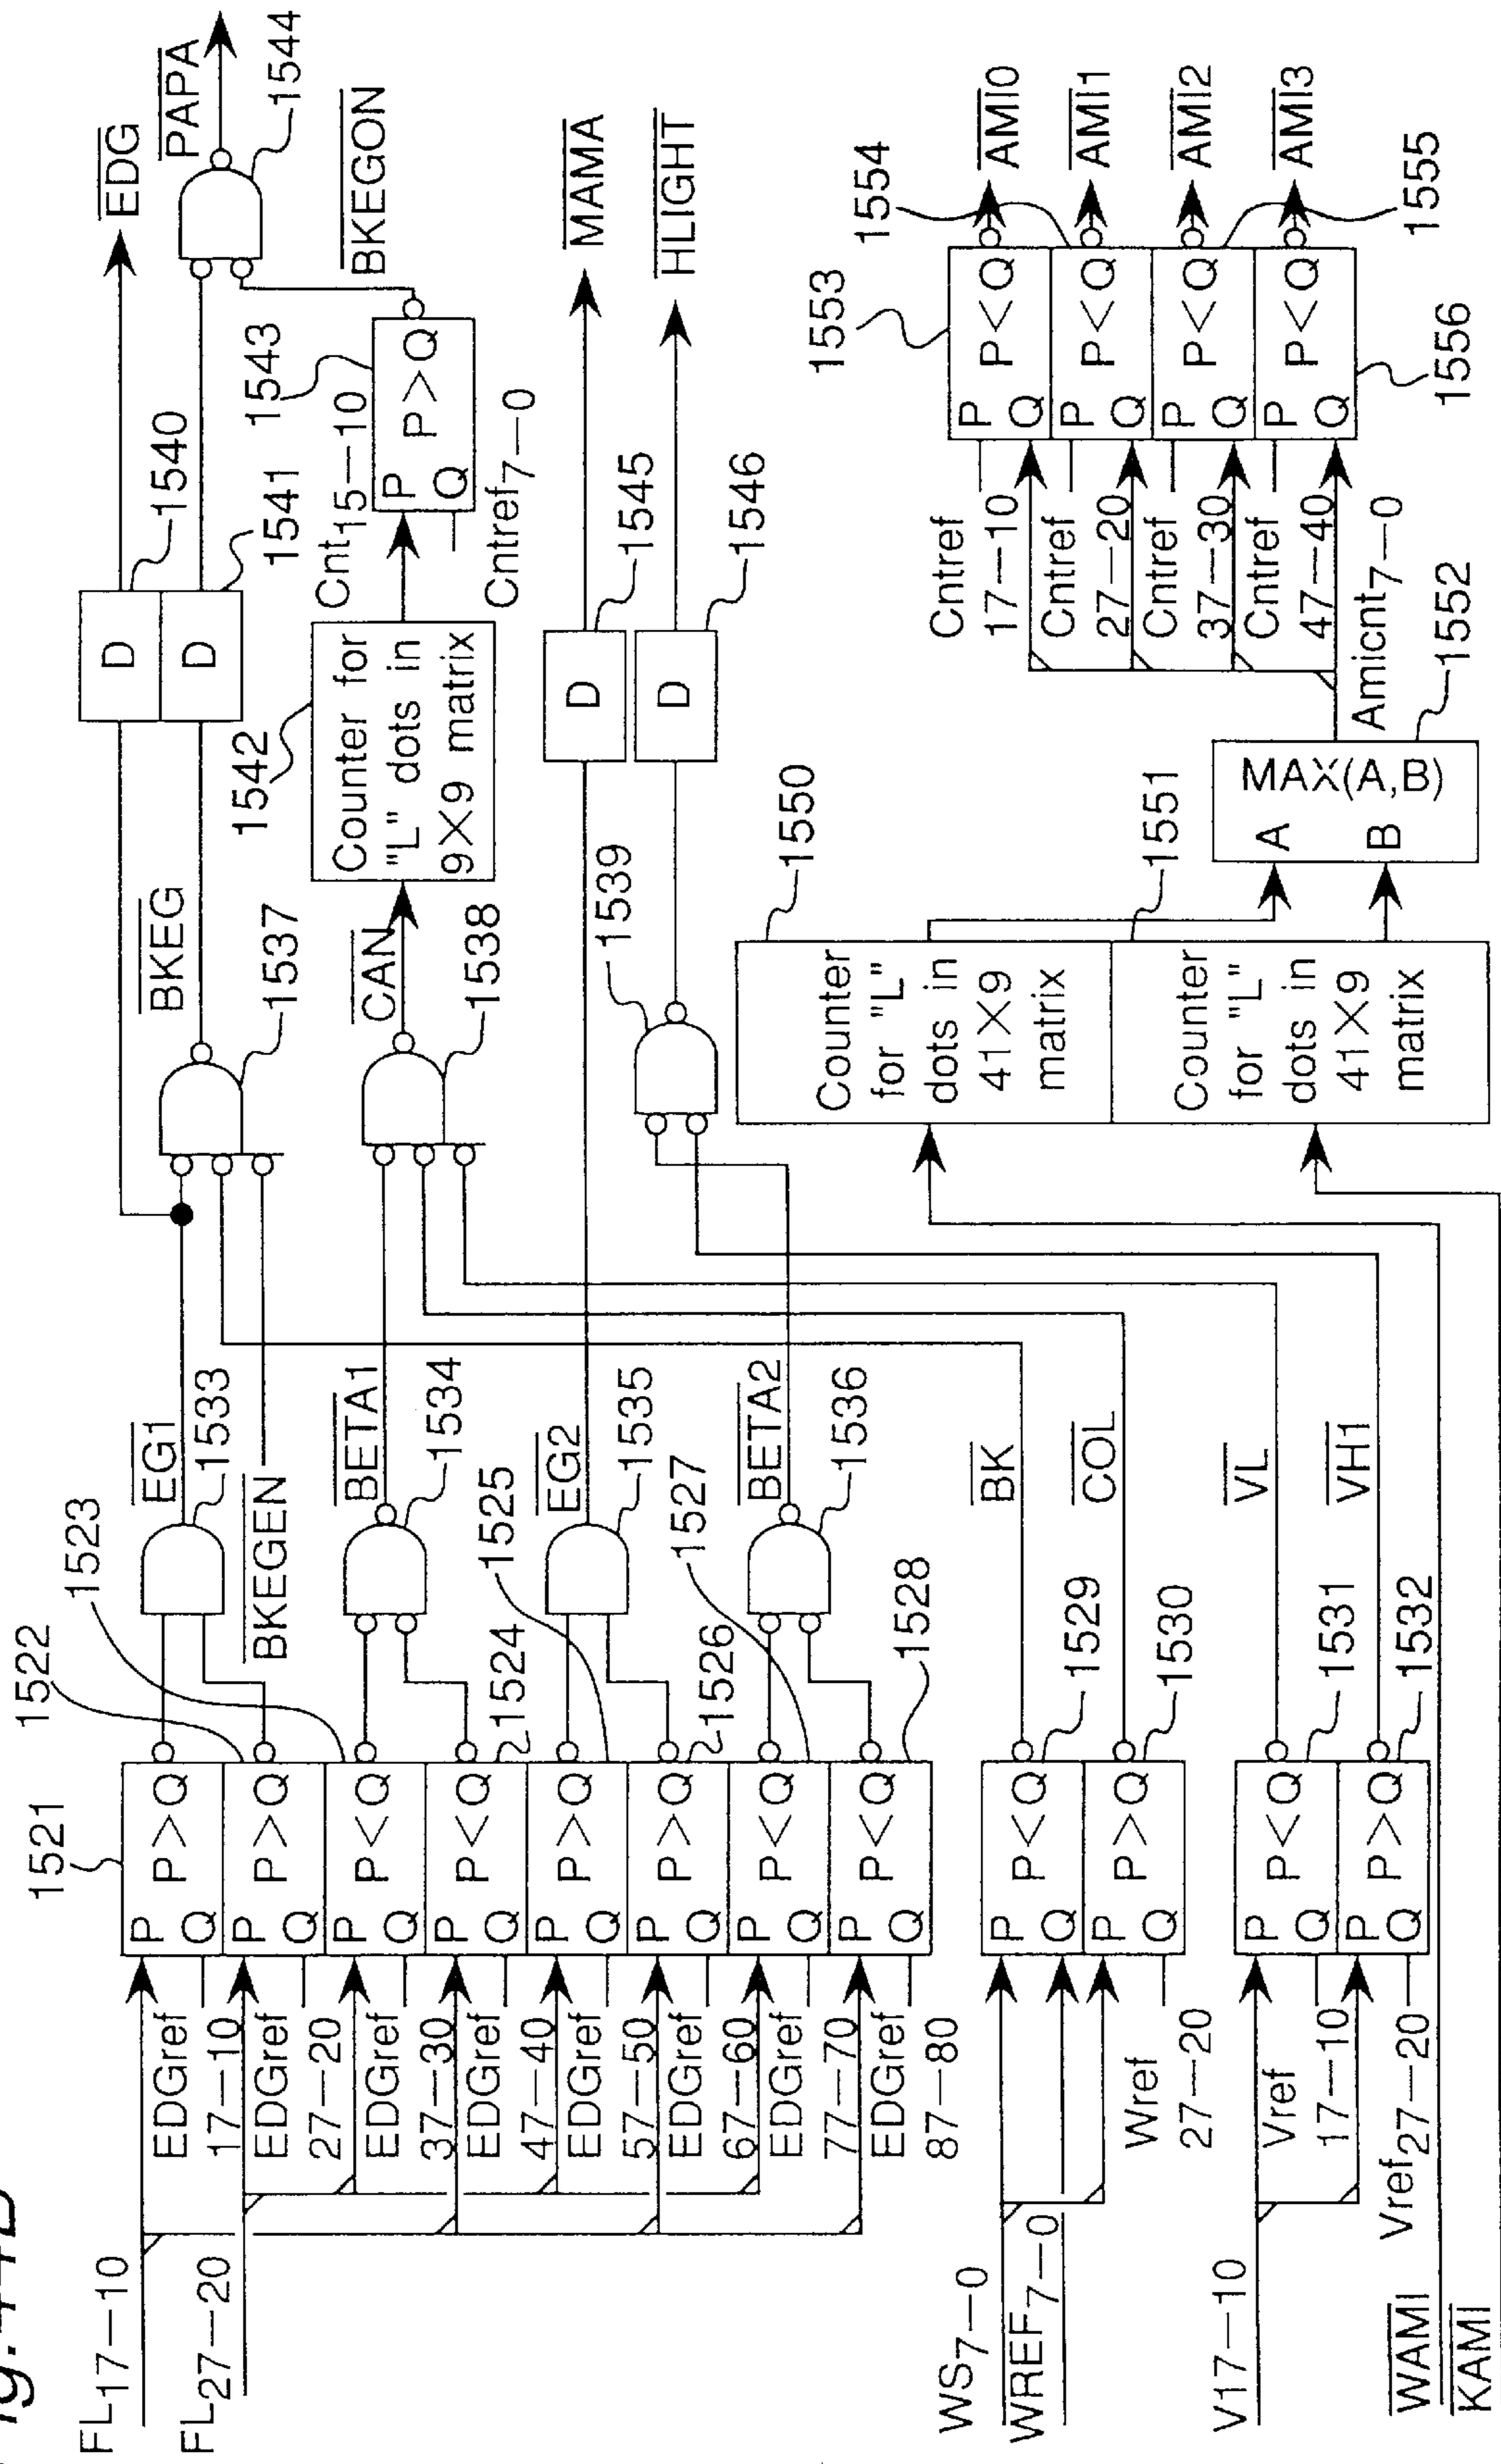 FL17—10
FL27—20
EDGref
17—10
EDGref
27—20
EDGref
37—30
EDGref
47—40
EDGref
57—50
EDGref
67—60
EDGref
77—70
EDGref
87—80
1521
1522
1523
P
Q
P>Q
P
Q
P>Q
P
Q
P<Q
P
Q
P<Q
P
Q
P>Q
P
Q
P>Q
P
Q
P<Q
P
Q
P<Q
1524
1525
1526
1527
1528
EG1
1533
BKEGEN
BETA1
1534
EG2
1535
BETA2
1536
BKEG
1537
CAN
1538
1539
EDG
D
1540
D
1541
PAPA
1544
1542
Counter for
"L" dots in
9×9 matrix
Cnt15—10
1543
P
Q
P>Q
Cntref7—0
BKEGON
D
1545
MAMA
D
1546
HLIGHT
WS7—0
WREF7—0
Wref
27—20
P
Q
P<Q
P
Q
P>Q
1529
1530
BK
COL
V17—10
Vref
17—10
Vref27—20
P
Q
P<Q
P
Q
P>Q
1531
1532
VL
VH1
WAMI
KAMI
Counter
for "L"
dots in
41×9
matrix
1550
Counter
for "L"
dots in
41×9
matrix
1551
MAX(A,B)
A
B
1552
Amicnt7—0
Cntref
17—10
Cntref
27—20
Cntref
37—30
Cntref
47—40
1553
P
Q
P<Q
P
Q
P<Q
P
Q
P<Q
P
Q
P<Q
1554
1555
1556
AMI0
AMI1
AMI2
AMI3